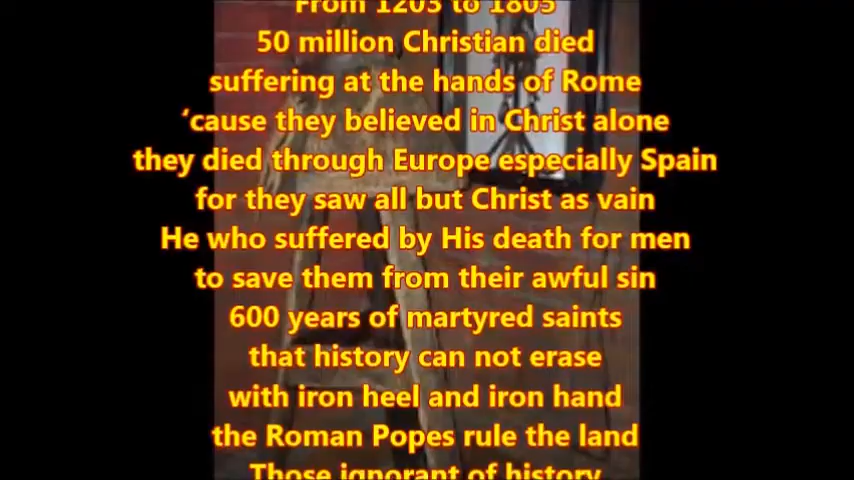 From 1203 to 1805
50 million Christian died
suffering at the hands of Rome
‘cause they believed in Christ alone
they died through Europe especially Spain
for they saw all but Christ as vain
He who suffered by His death for men
to save them from their awful sin
600 years of martyred saints
that history can not erase
with iron heel and iron hand
the Roman Popes rule the land
Those ignorant of history